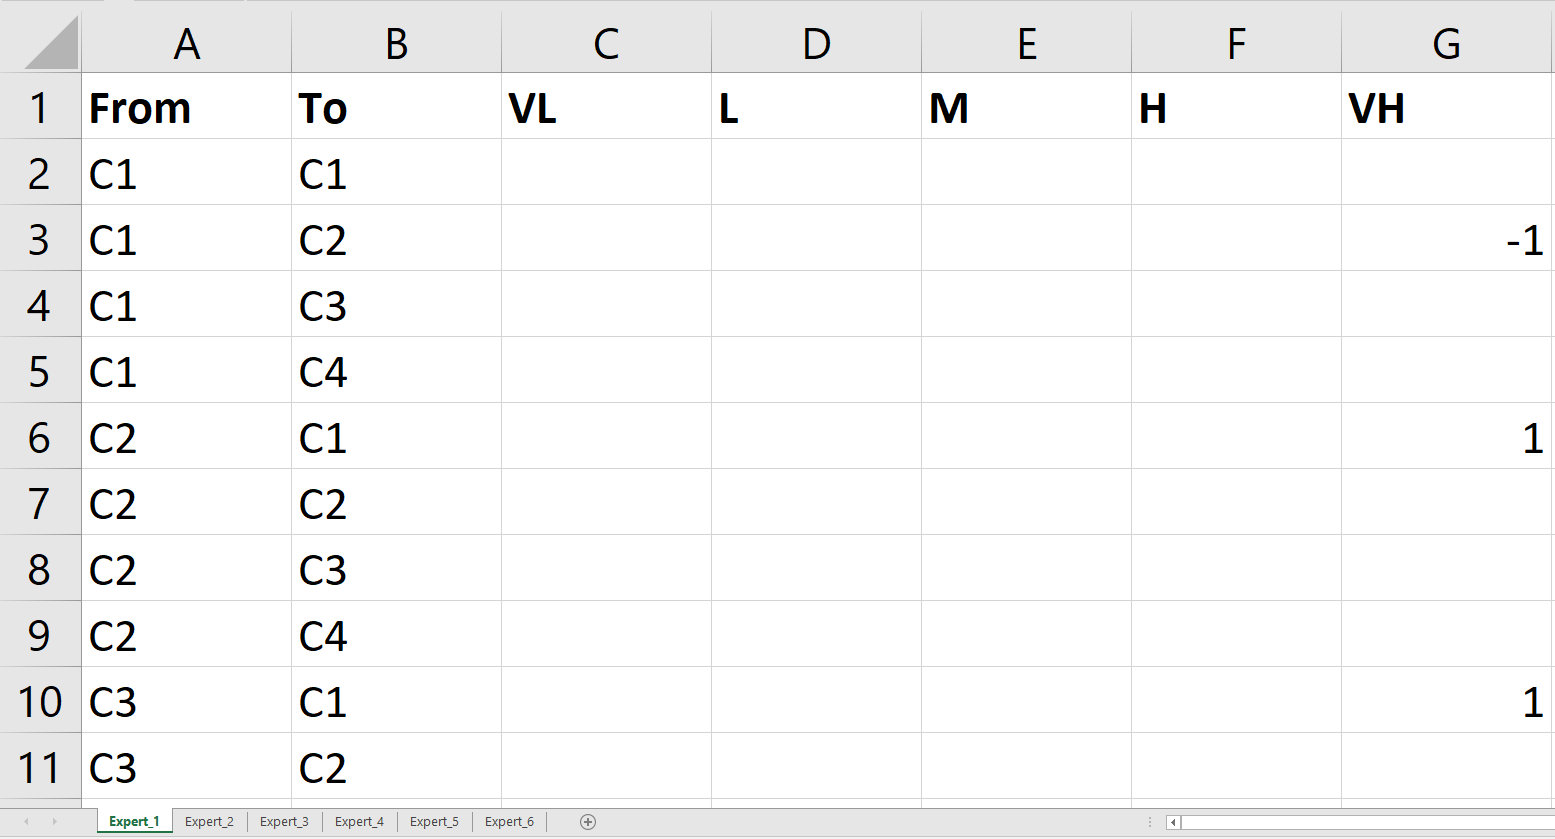 A B C D E F G
1 From To VL L M H VH
2 C1 C1
3 C1 C2 -1
4 C1 C3
5 C1 C4
6 C2 C1 1
7 C2 C2
8 C2 C3
9 C2 C4
10 C3 C1 1
11 C3 C2
Expert_1 Expert_2 Expert_3 Expert_4 Expert_5 Expert_6